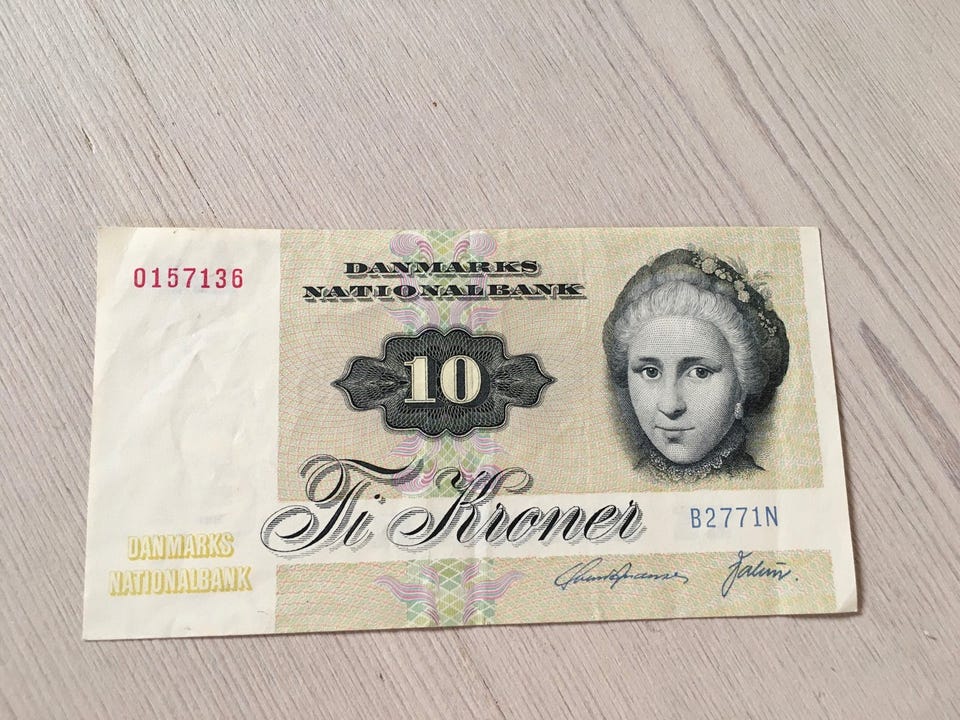 0157136
DANMARKS
NATIONALBANK
10
Ti Kroner
B2771N
DANMARKS
NATIONALBANK